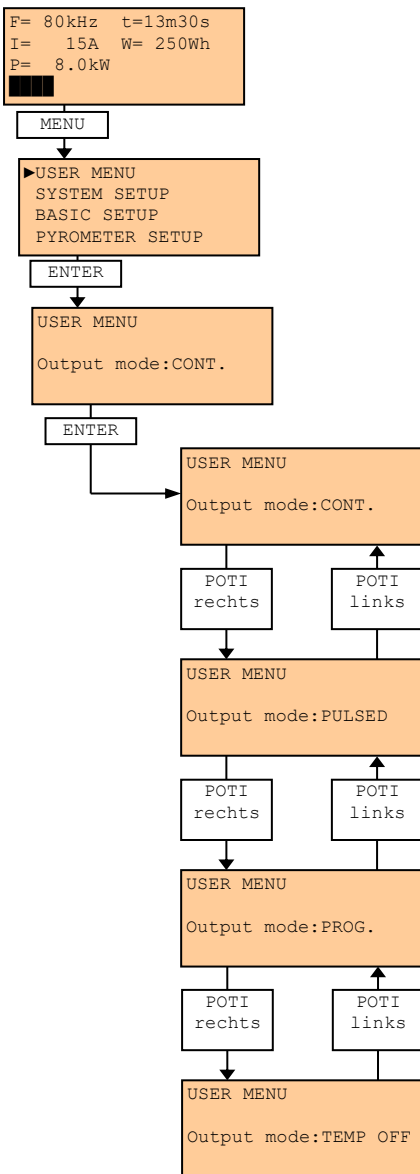 F= 80kHz t=13m30s
I= 15A W= 250Wh
P= 8.0kW
MENU
►USER MENU
SYSTEM SETUP
BASIC SETUP
PYROMETER SETUP
ENTER
USER MENU
Output mode:CONT.
ENTER
USER MENU
Output mode:CONT.
POTI
rechts
POTI
links
USER MENU
Output mode:PULSED
POTI
rechts
POTI
links
USER MENU
Output mode:PROG.
POTI
rechts
POTI
links
USER MENU
Output mode:TEMP OFF